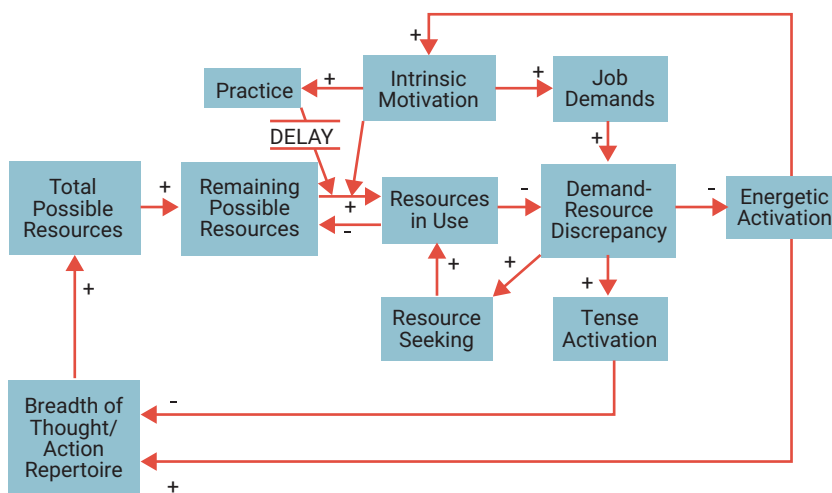 +
Practice
+
Intrinsic
Motivation
+
Job
Demands
DELAY
+
Total
Possible
Resources
+
Remaining
Possible
Resources
+
-
Resources
in Use
-
Demand-
Resource
Discrepancy
-
Energetic
Activation
+
+
+
+
Resource
Seeking
Tense
Activation
Breadth of
Thought/
Action
Repertoire
-
+